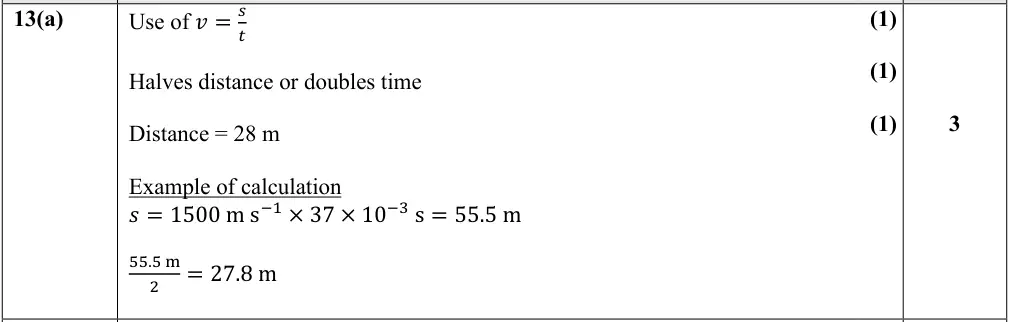 13(a) Use of 𝑣 = 𝑠/𝑡 (1)
Halves distance or doubles time (1)
Distance = 28 m (1) 3
Example of calculation
𝑠 = 1500 m s⁻¹ × 37 × 10⁻³ s = 55.5 m
55.5 m/2 = 27.8 m